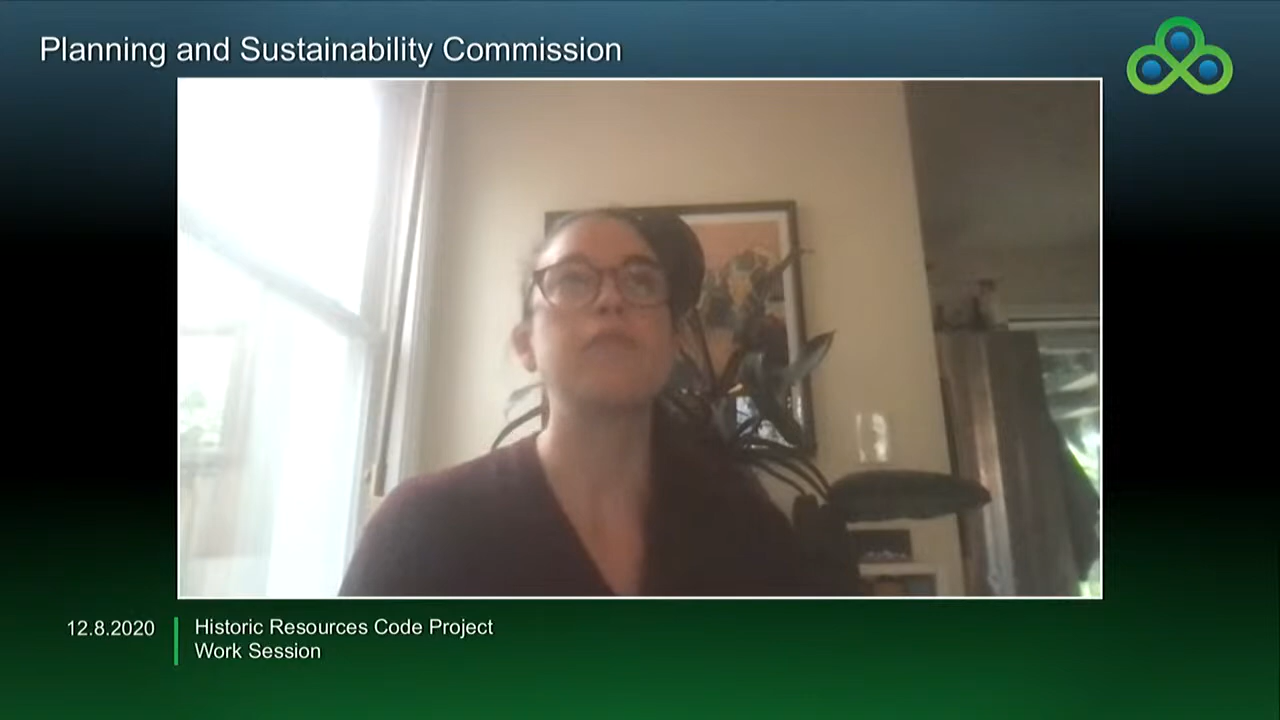 Planning and Sustainability Commission
12.8.2020
Historic Resources Code Project
Work Session